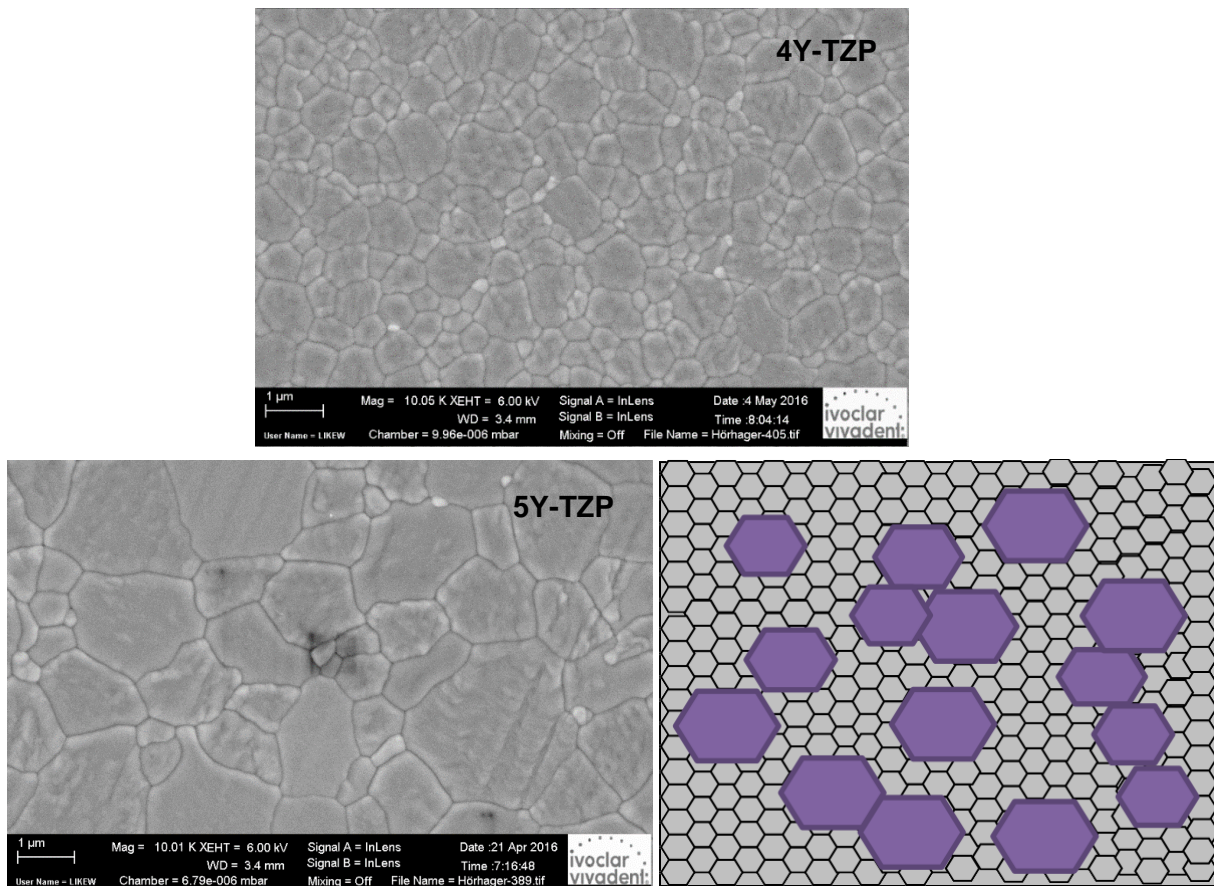 4Y-TZP
1 µm
Mag = 10.05 K X EHT = 6.00 kV
Signal A = InLens
Date :4 May 2016
WD = 3.4 mm
Signal B = InLens
Time :8:04:14
User Name = LIKEW
Chamber = 9.96e-006 mbar
Mixing = Off
File Name = Hörhager-405.tif
ivoclar
vivadent:
5Y-TZP
1 µm
Mag = 10.01 K X EHT = 6.00 kV
Signal A = InLens
Date :21 Apr 2016
WD = 3.4 mm
Signal B = InLens
Time :7:16:48
User Name = LIKEW
Chamber = 6.79e-006 mbar
Mixing = Off
File Name = Hörhager-389.tif
ivoclar
vivadent: